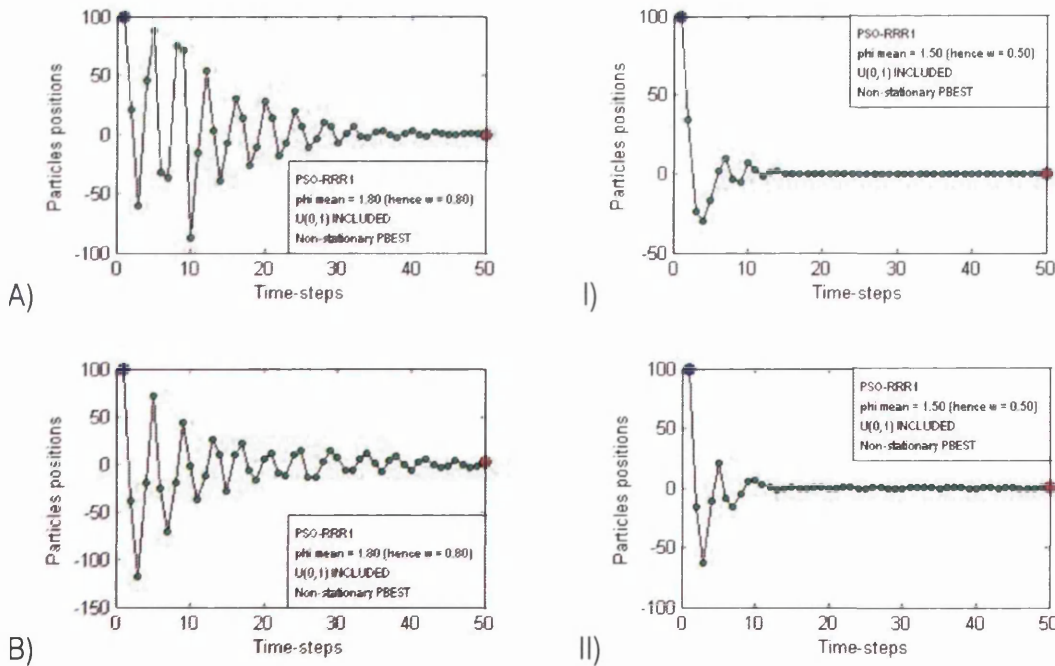 100
50
0
-50
-100
Particles positions
PSO-RRR1
phi mean = 1.80 (hence w = 0.80)
U(0,1) INCLUDED
Non-stationary PBEST
0 10 20 30 40 50
Time-steps
A)
100
50
0
-50
Particles positions
PSO-RRR1
phi mean = 1.50 (hence w = 0.50)
U(0,1) INCLUDED
Non-stationary PBEST
0 10 20 30 40 50
Time-steps
I)
100
50
0
-50
-100
-150
Particles positions
PSO-RRR1
phi mean = 1.80 (hence w = 0.80)
U(0,1) INCLUDED
Non-stationary PBEST
0 10 20 30 40 50
Time-steps
B)
100
50
0
-50
-100
Particles positions
PSO-RRR1
phi mean = 1.50 (hence w = 0.50)
U(0,1) INCLUDED
Non-stationary PBEST
0 10 20 30 40 50
Time-steps
II)